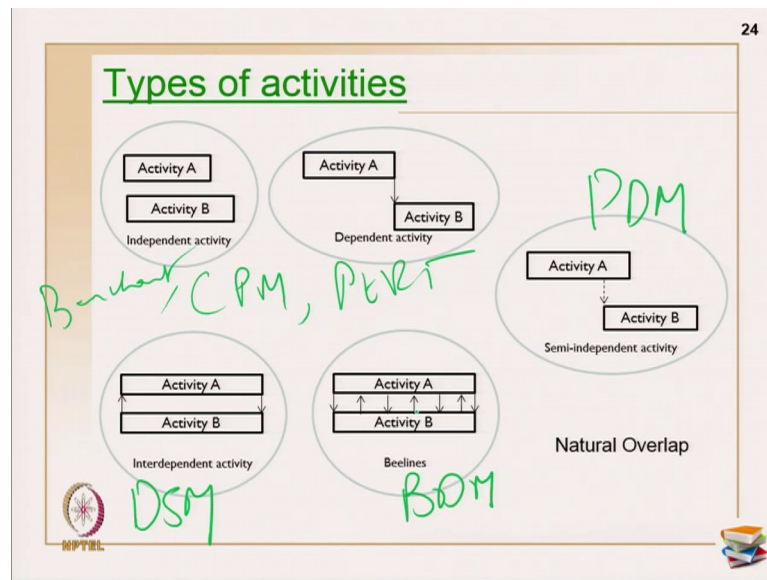 24
Types of activities
Activity A
Activity B
Independent activity
Activity A
Activity B
Dependent activity
PDM
Activity A
Activity B
Semi-independent activity
Barchart / CPM, PERT
Activity A
Activity B
Interdependent activity
Activity A
Activity B
Beelines
Natural Overlap
DSM
BDM
NPTEL